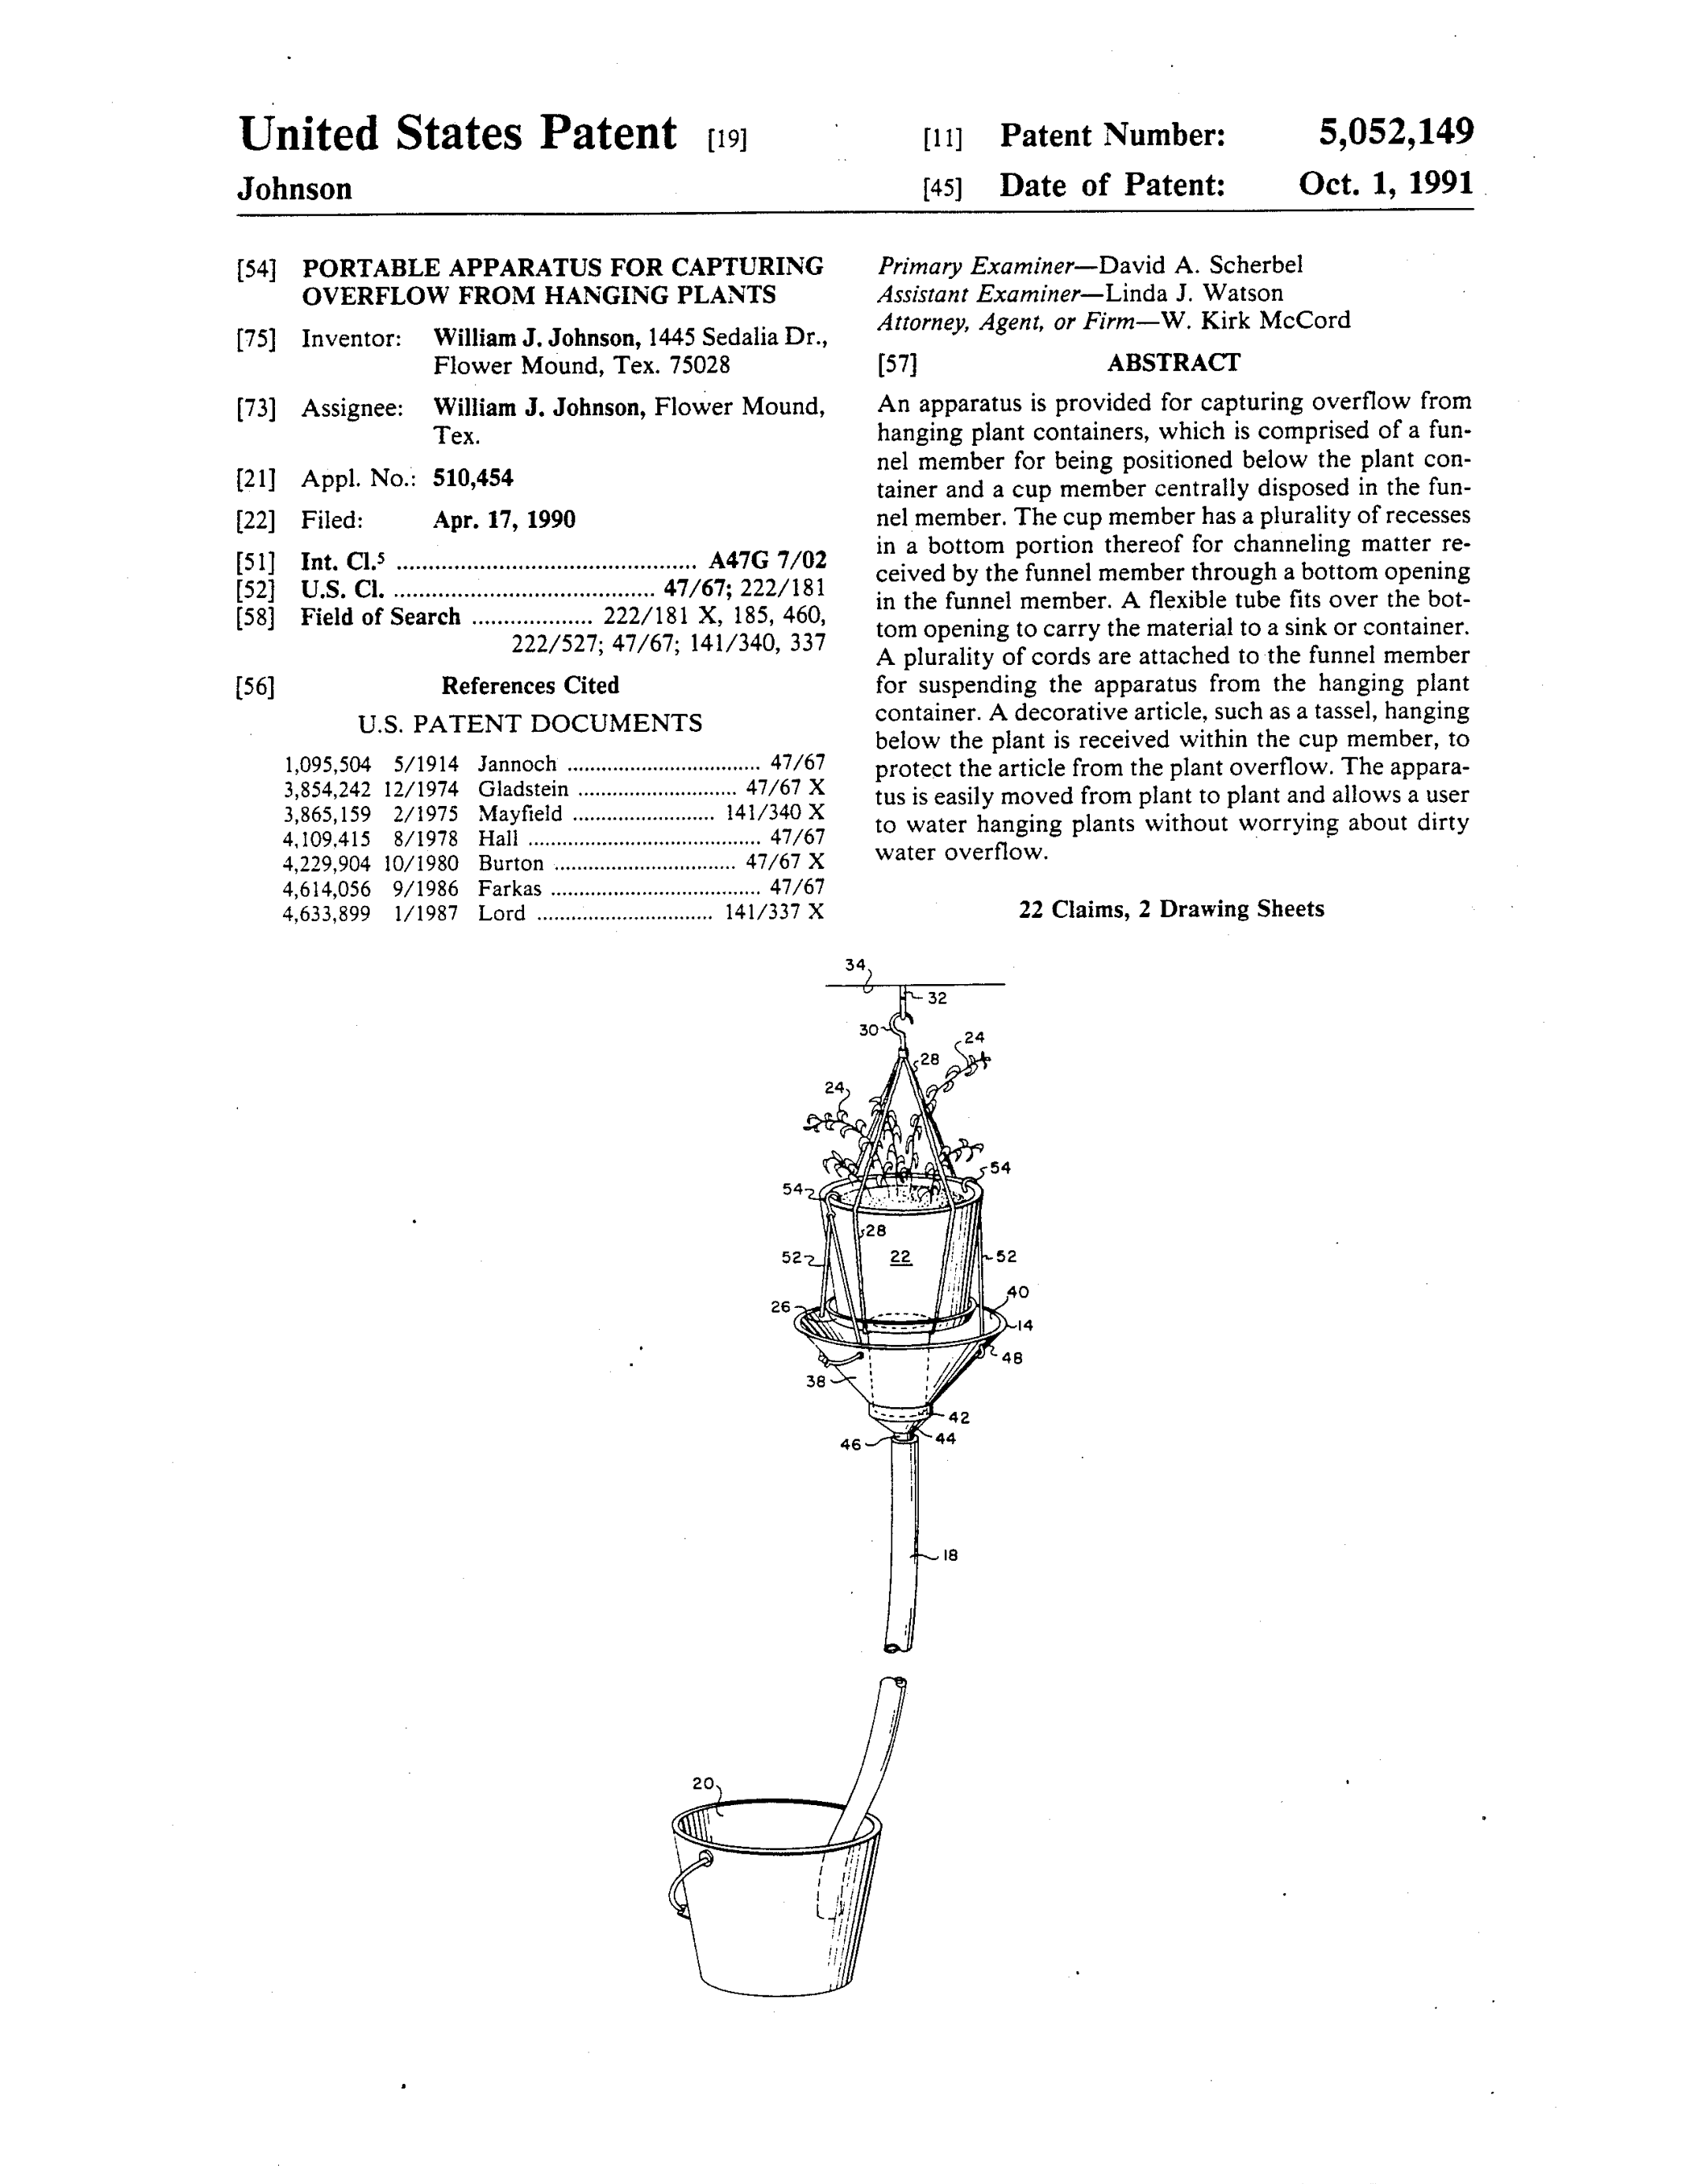 United States Patent [19]
Johnson
[11] Patent Number: 5,052,149
[45] Date of Patent: Oct. 1, 1991
[54] PORTABLE APPARATUS FOR CAPTURING
OVERFLOW FROM HANGING PLANTS
[75] Inventor: William J. Johnson, 1445 Sedalia Dr.,
Flower Mound, Tex. 75028
[73] Assignee: William J. Johnson, Flower Mound,
Tex.
[21] Appl. No.: 510,454
[22] Filed: Apr. 17, 1990
[51] Int. Cl.⁵ ............................................. A47G 7/02
[52] U.S. Cl. ....................................... 47/67; 222/181
[58] Field of Search ................... 222/181 X, 185, 460,
222/527; 47/67; 141/340, 337
[56] References Cited
U.S. PATENT DOCUMENTS
1,095,504 5/1914 Jannoch ................................ 47/67
3,854,242 12/1974 Gladstein .......................... 47/67 X
3,865,159 2/1975 Mayfield ........................ 141/340 X
4,109,415 8/1978 Hall ....................................... 47/67
4,229,904 10/1980 Burton .............................. 47/67 X
4,614,056 9/1986 Farkas ................................... 47/67
4,633,899 1/1987 Lord ............................. 141/337 X
Primary Examiner—David A. Scherbel
Assistant Examiner—Linda J. Watson
Attorney, Agent, or Firm—W. Kirk McCord
[57] ABSTRACT
An apparatus is provided for capturing overflow from
hanging plant containers, which is comprised of a fun-
nel member for being positioned below the plant con-
tainer and a cup member centrally disposed in the fun-
nel member. The cup member has a plurality of recesses
in a bottom portion thereof for channeling matter re-
ceived by the funnel member through a bottom opening
in the funnel member. A flexible tube fits over the bot-
tom opening to carry the material to a sink or container.
A plurality of cords are attached to the funnel member
for suspending the apparatus from the hanging plant
container. A decorative article, such as a tassel, hanging
below the plant is received within the cup member, to
protect the article from the plant overflow. The appara-
tus is easily moved from plant to plant and allows a user
to water hanging plants without worrying about dirty
water overflow.
22 Claims, 2 Drawing Sheets
34
32
30
24
28
24
54
54
28
52
22
52
40
26
14
48
38
42
46
44
18
20